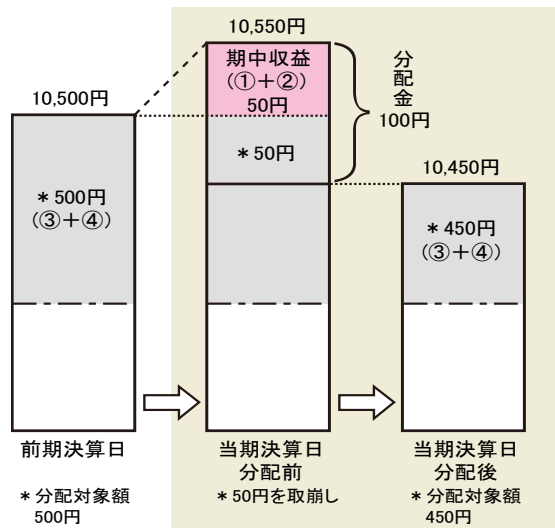 10,500円
＊500円
（③＋④）
前期決算日
＊分配対象額
500円
10,550円
期中収益
（①＋②）
50円
＊50円
分配金
100円
当期決算日
分配前
＊50円を取崩し
10,450円
＊450円
（③＋④）
当期決算日
分配後
＊分配対象額
450円